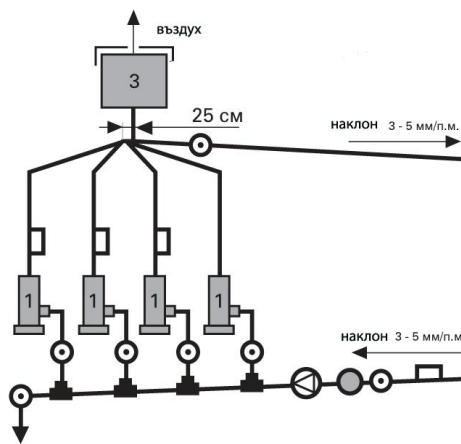 въздух
3
25 см
наклон 3 - 5 мм/п.м.
1 1 1 1
наклон 3 - 5 мм/п.м